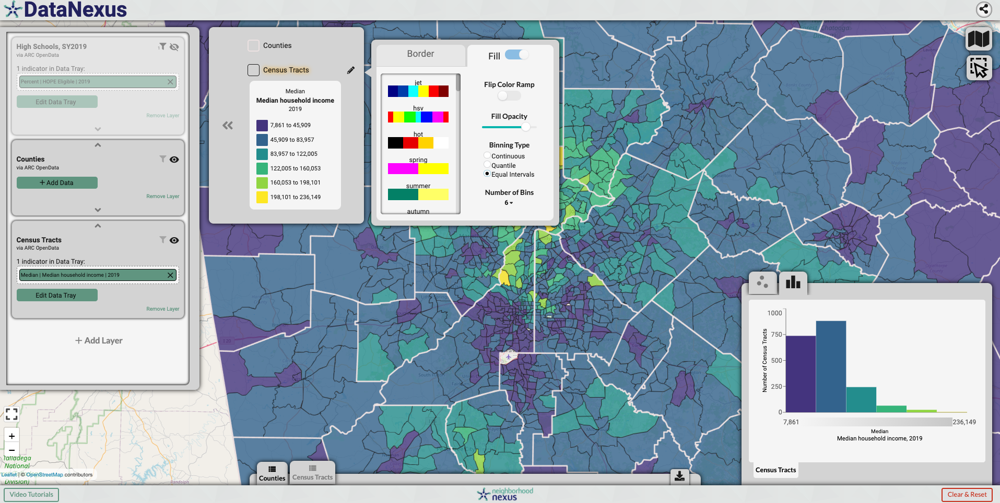 DataNexus
High Schools, SY2019
via ARC OpenData
1
1 indicator in Data Tray:
Percent | HOPE Eligible | 2019
Edit Data Tray
Remove Layer
Counties
via ARC OpenData
+ Add Data
Remove Layer
Census Tracts
via ARC OpenData
1 indicator in Data Tray:
Median | Median household income | 2019
Edit Data Tray
Remove Layer
+ Add Layer
Counties
Census Tracts
Median
Median household income
2019
7,861 to 45,909
45,909 to 83,957
83,957 to 122,005
122,005 to 160,053
160,053 to 198,101
198,101 to 236,149
Border
Fill
jet
hsv
hot
spring
summer
autumn
Flip Color Ramp
Fill Opacity
Binning Type
Continuous
Quantile
Equal Intervals
Number of Bins
6
1000
750
500
250
0
Number of Census Tracts
7,861
236,149
Median
Median household income, 2019
Census Tracts
+
−
Talladega
National
Division)
Leaflet | © OpenStreetMap contributors
Randolph
120
Counties
Census Tracts
Video Tutorials
neighborhood
nexus
Clear & Reset